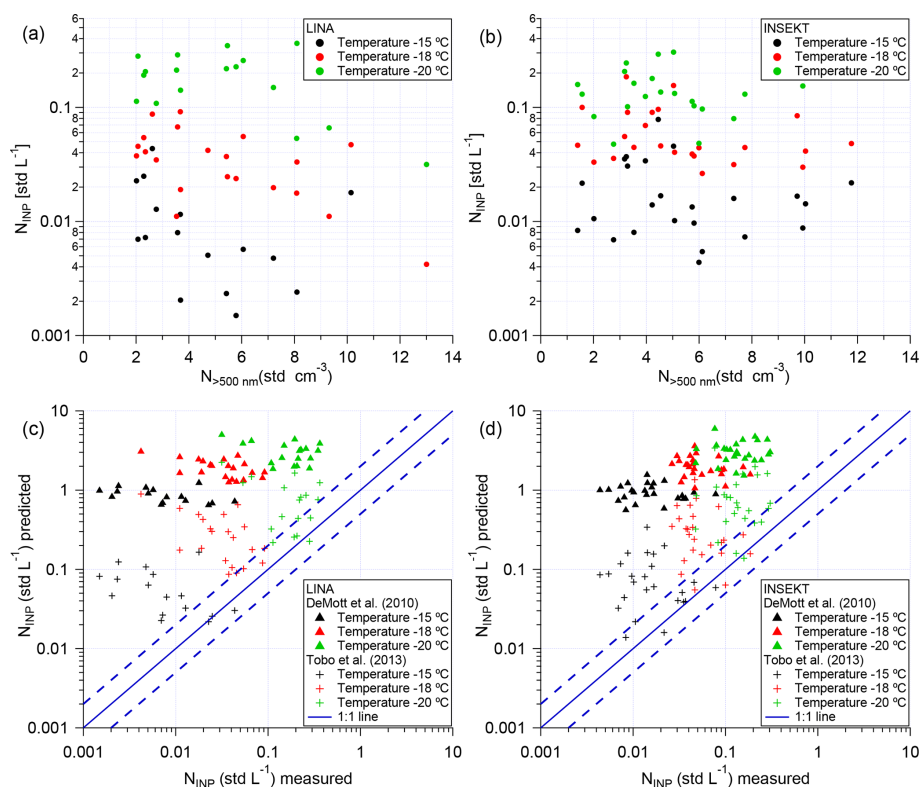 (a)
LINA
Temperature -15 ºC
Temperature -18 ºC
Temperature -20 ºC
N_INP [std L⁻¹]
6
4
2
0.1
8
6
4
2
0.01
8
6
4
2
0.001
0 2 4 6 8 10 12 14
N_>500 nm(std cm⁻³)
(b)
INSEKT
Temperature -15 ºC
Temperature -18 ºC
Temperature -20 ºC
N_INP [std L⁻¹]
6
4
2
0.1
8
6
4
2
0.01
8
6
4
2
0.001
0 2 4 6 8 10 12 14
N_>500 nm(std cm⁻³)
(c)
N_INP (std L⁻¹) predicted
10
1
0.1
0.01
0.001
LINA
DeMott et al. (2010)
Temperature -15 ºC
Temperature -18 ºC
Temperature -20 ºC
Tobo et al. (2013)
Temperature -15 ºC
Temperature -18 ºC
Temperature -20 ºC
1:1 line
0.001 0.01 0.1 1 10
N_INP (std L⁻¹) measured
(d)
N_INP (std L⁻¹) predicted
10
1
0.1
0.01
0.001
INSEKT
DeMott et al. (2010)
Temperature -15 ºC
Temperature -18 ºC
Temperature -20 ºC
Tobo et al. (2013)
Temperature -15 ºC
Temperature -18 ºC
Temperature -20 ºC
1:1 line
0.001 0.01 0.1 1 10
N_INP (std L⁻¹) measured